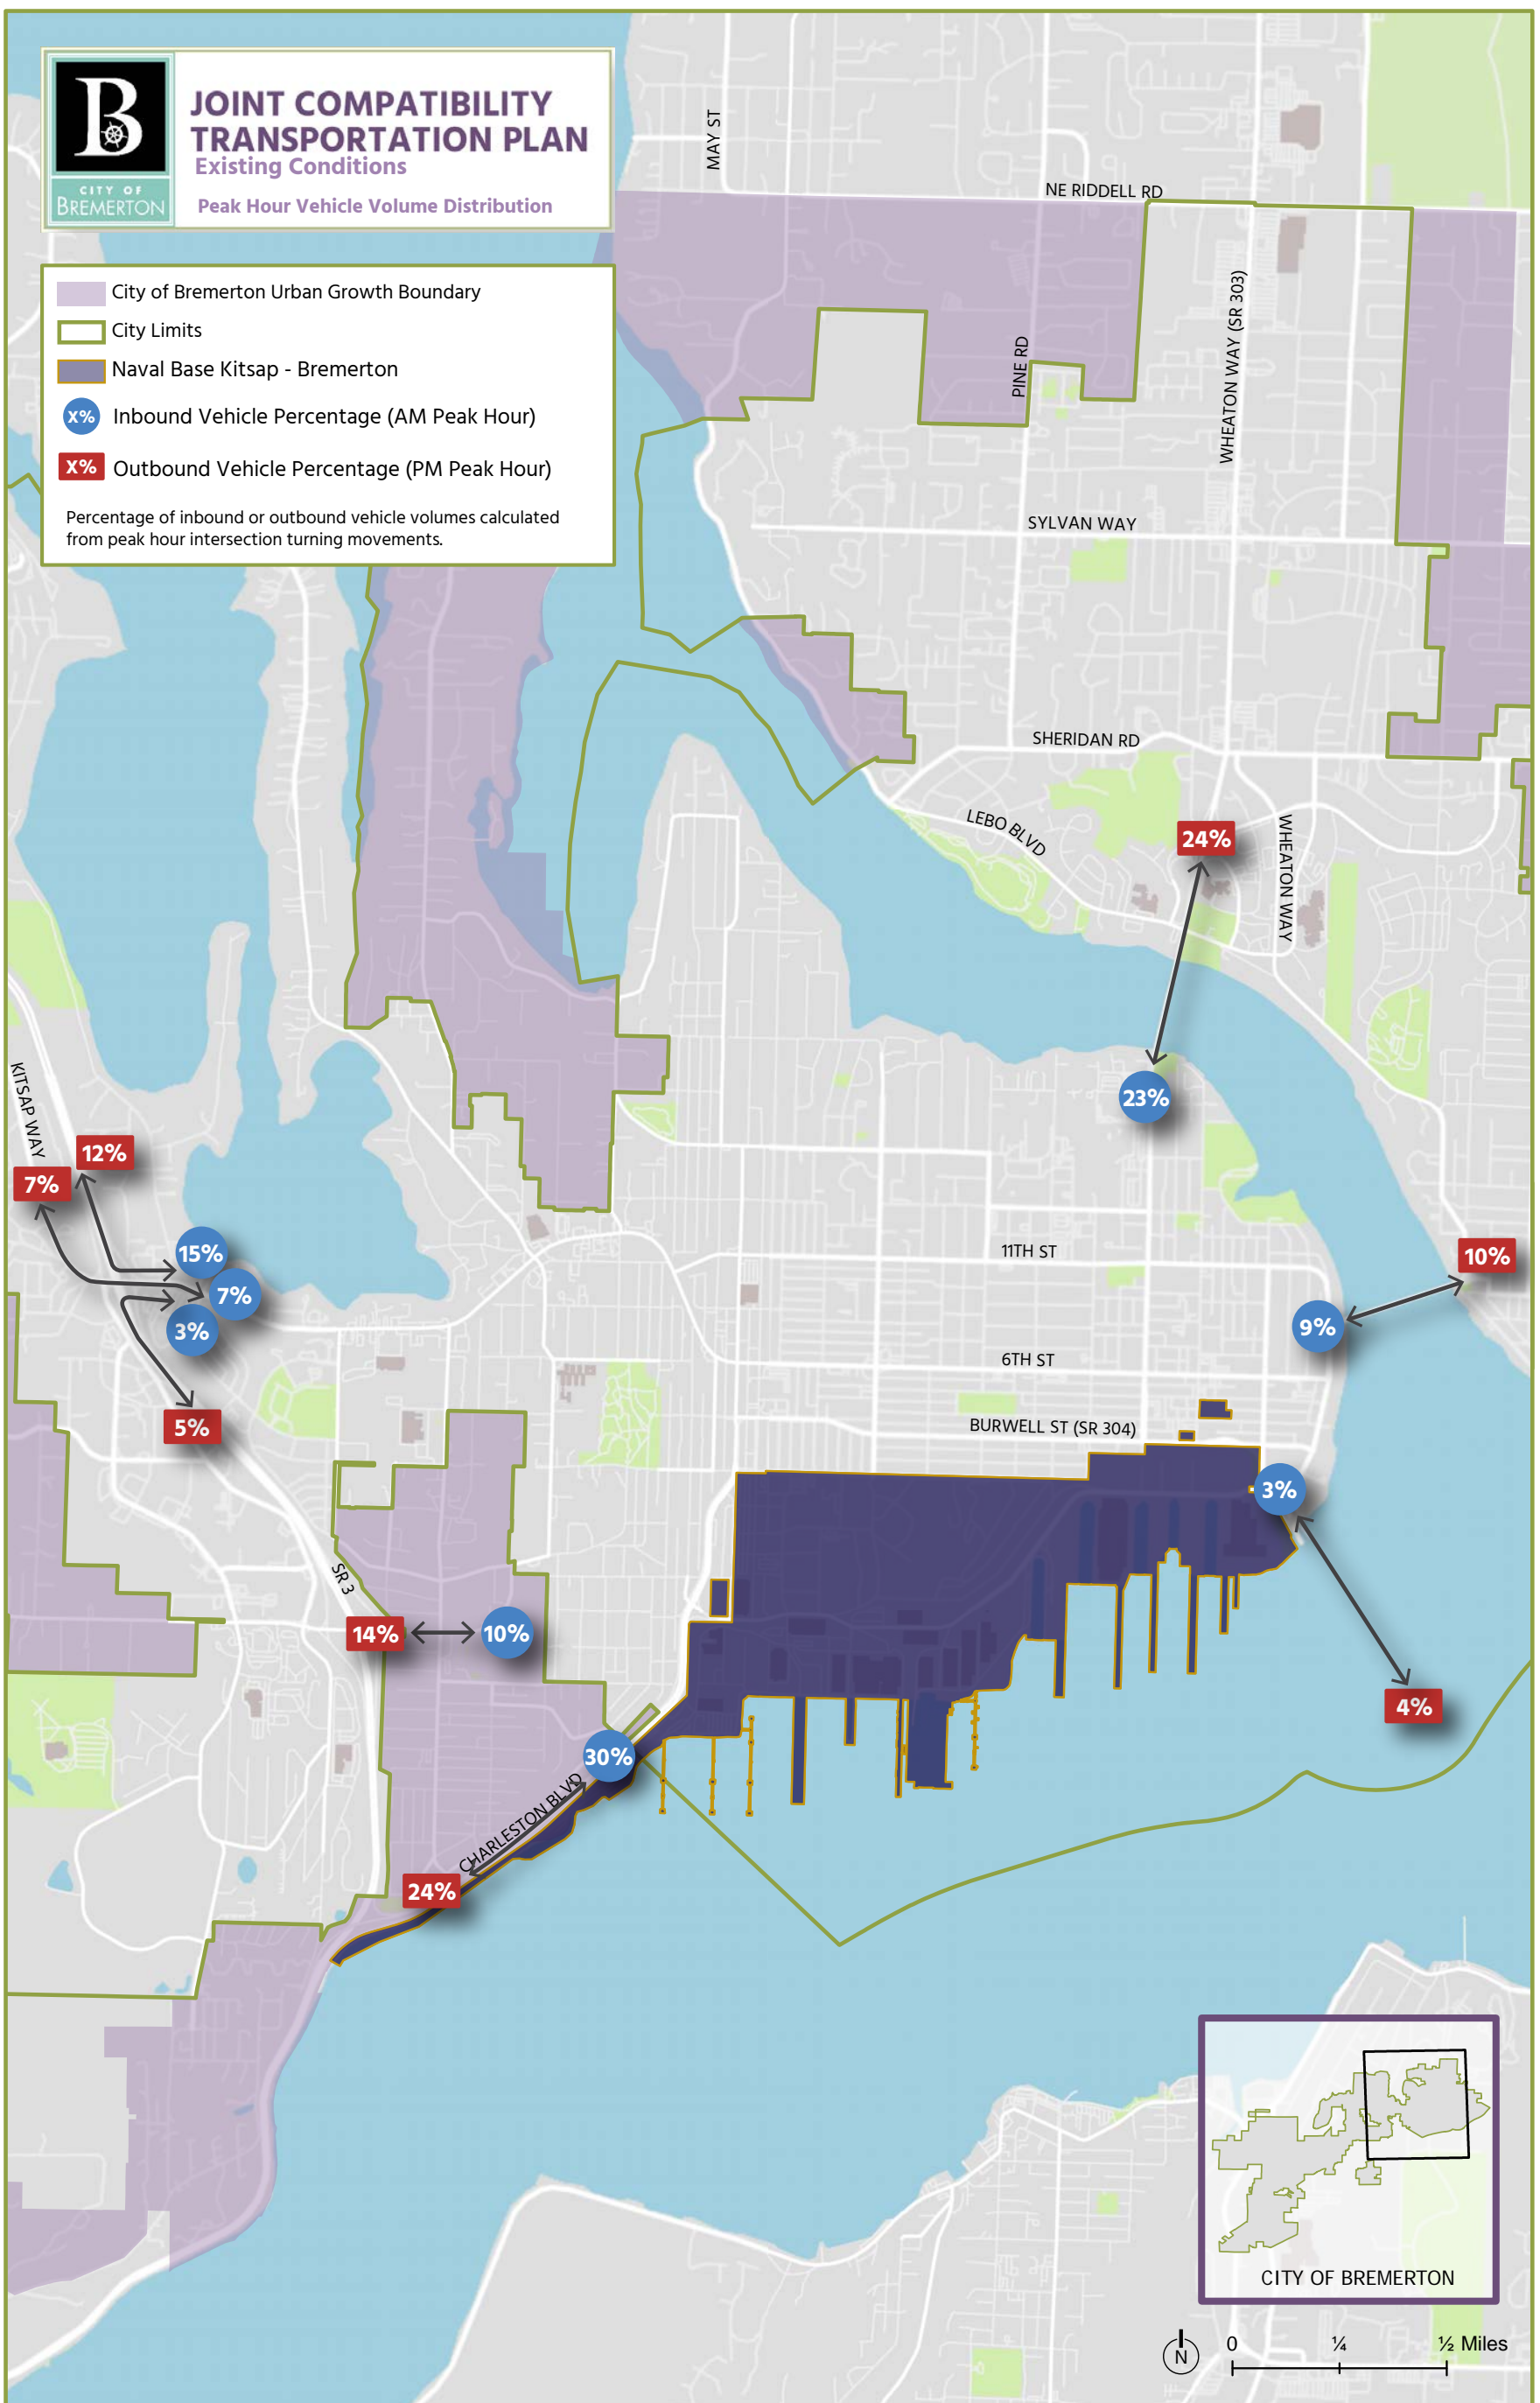 B
CITY OF
BREMERTON
JOINT COMPATIBILITY
TRANSPORTATION PLAN
Existing Conditions
Peak Hour Vehicle Volume Distribution
City of Bremerton Urban Growth Boundary
City Limits
Naval Base Kitsap - Bremerton
X% Inbound Vehicle Percentage (AM Peak Hour)
X% Outbound Vehicle Percentage (PM Peak Hour)
Percentage of inbound or outbound vehicle volumes calculated
from peak hour intersection turning movements.
MAY ST
NE RIDDELL RD
PINE RD
WHEATON WAY (SR 303)
SYLVAN WAY
SHERIDAN RD
LEBO BLVD
24%
WHEATON WAY
23%
KITSAP WAY
12%
7%
15%
7%
3%
5%
11TH ST
10%
9%
6TH ST
BURWELL ST (SR 304)
3%
SR 3
14%
10%
4%
30%
CHARLESTON BLVD
24%
CITY OF BREMERTON
N
0 ¼ ½ Miles